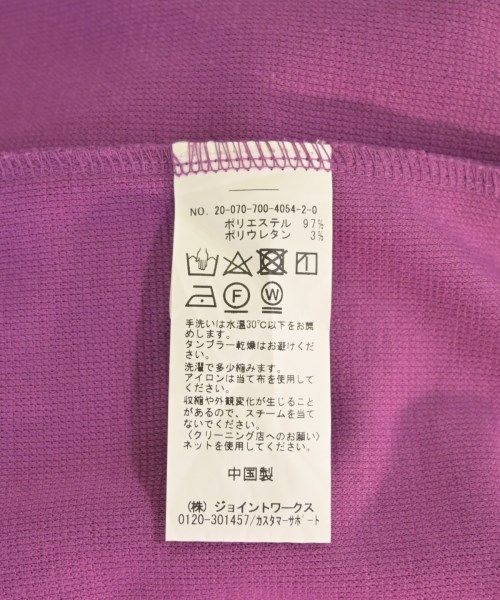 NO. 20-070-700-4054-2-0
ポリエステル 97%
ポリウレタン 3%
F W
手洗いは水温30℃以下をお薦
めします。
タンブラー乾燥はお避けくださ
い。
洗濯で多少縮みます。
アイロンは当て布を使用して
ください。
収縮や外観変化が生じること
があるので、スチームを当て
ないでください。
〈クリーニング店へのお願い〉
ネットを使用してください。
中国製
(株) ジョイントワークス
0120-301457/カスタマーサポート